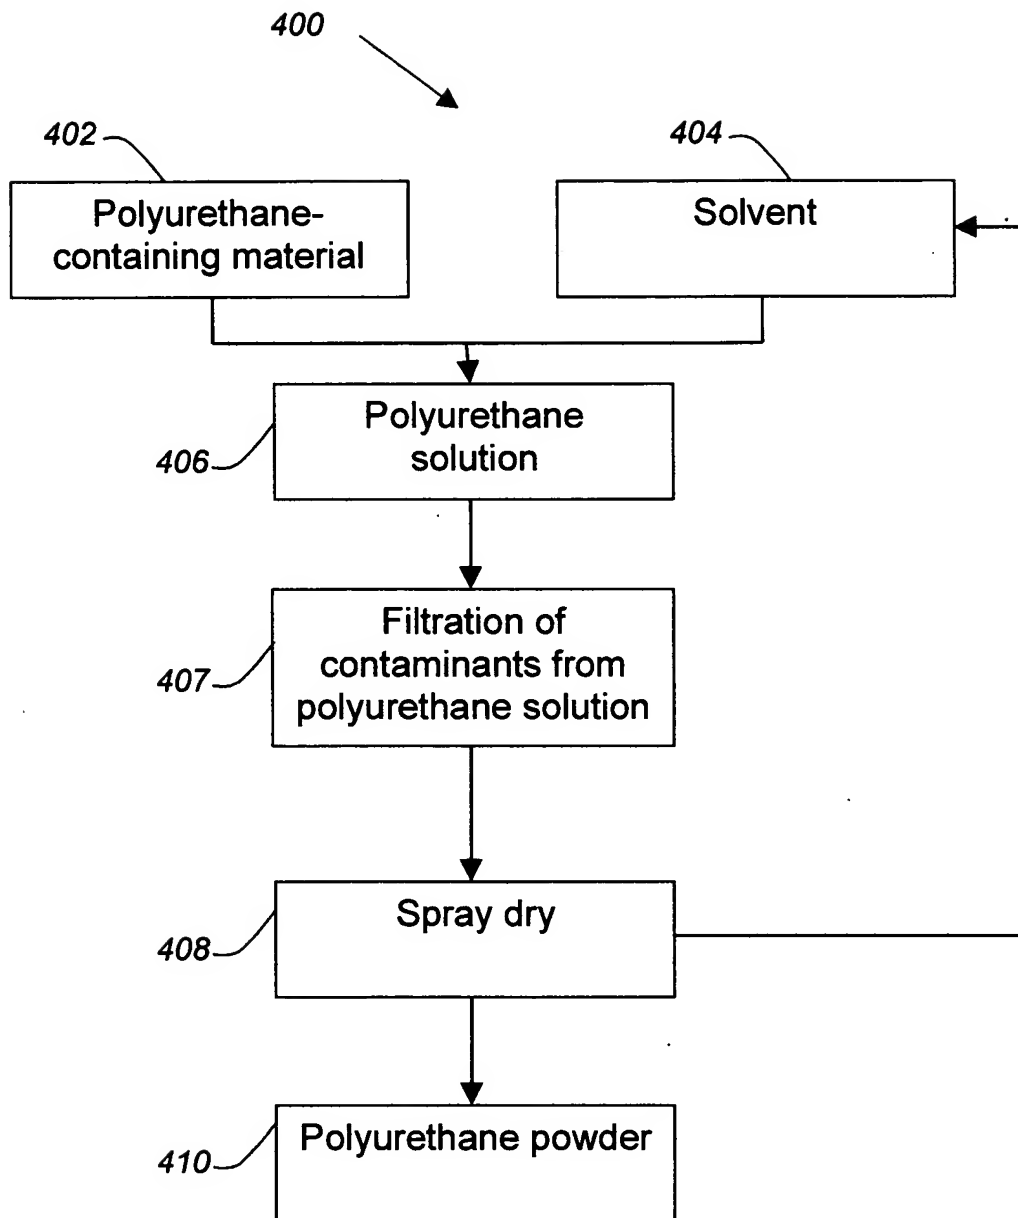 400
402
404
Polyurethane-
containing material
Solvent
Polyurethane
solution
406
Filtration of
contaminants from
polyurethane solution
407
Spray dry
408
Polyurethane powder
410